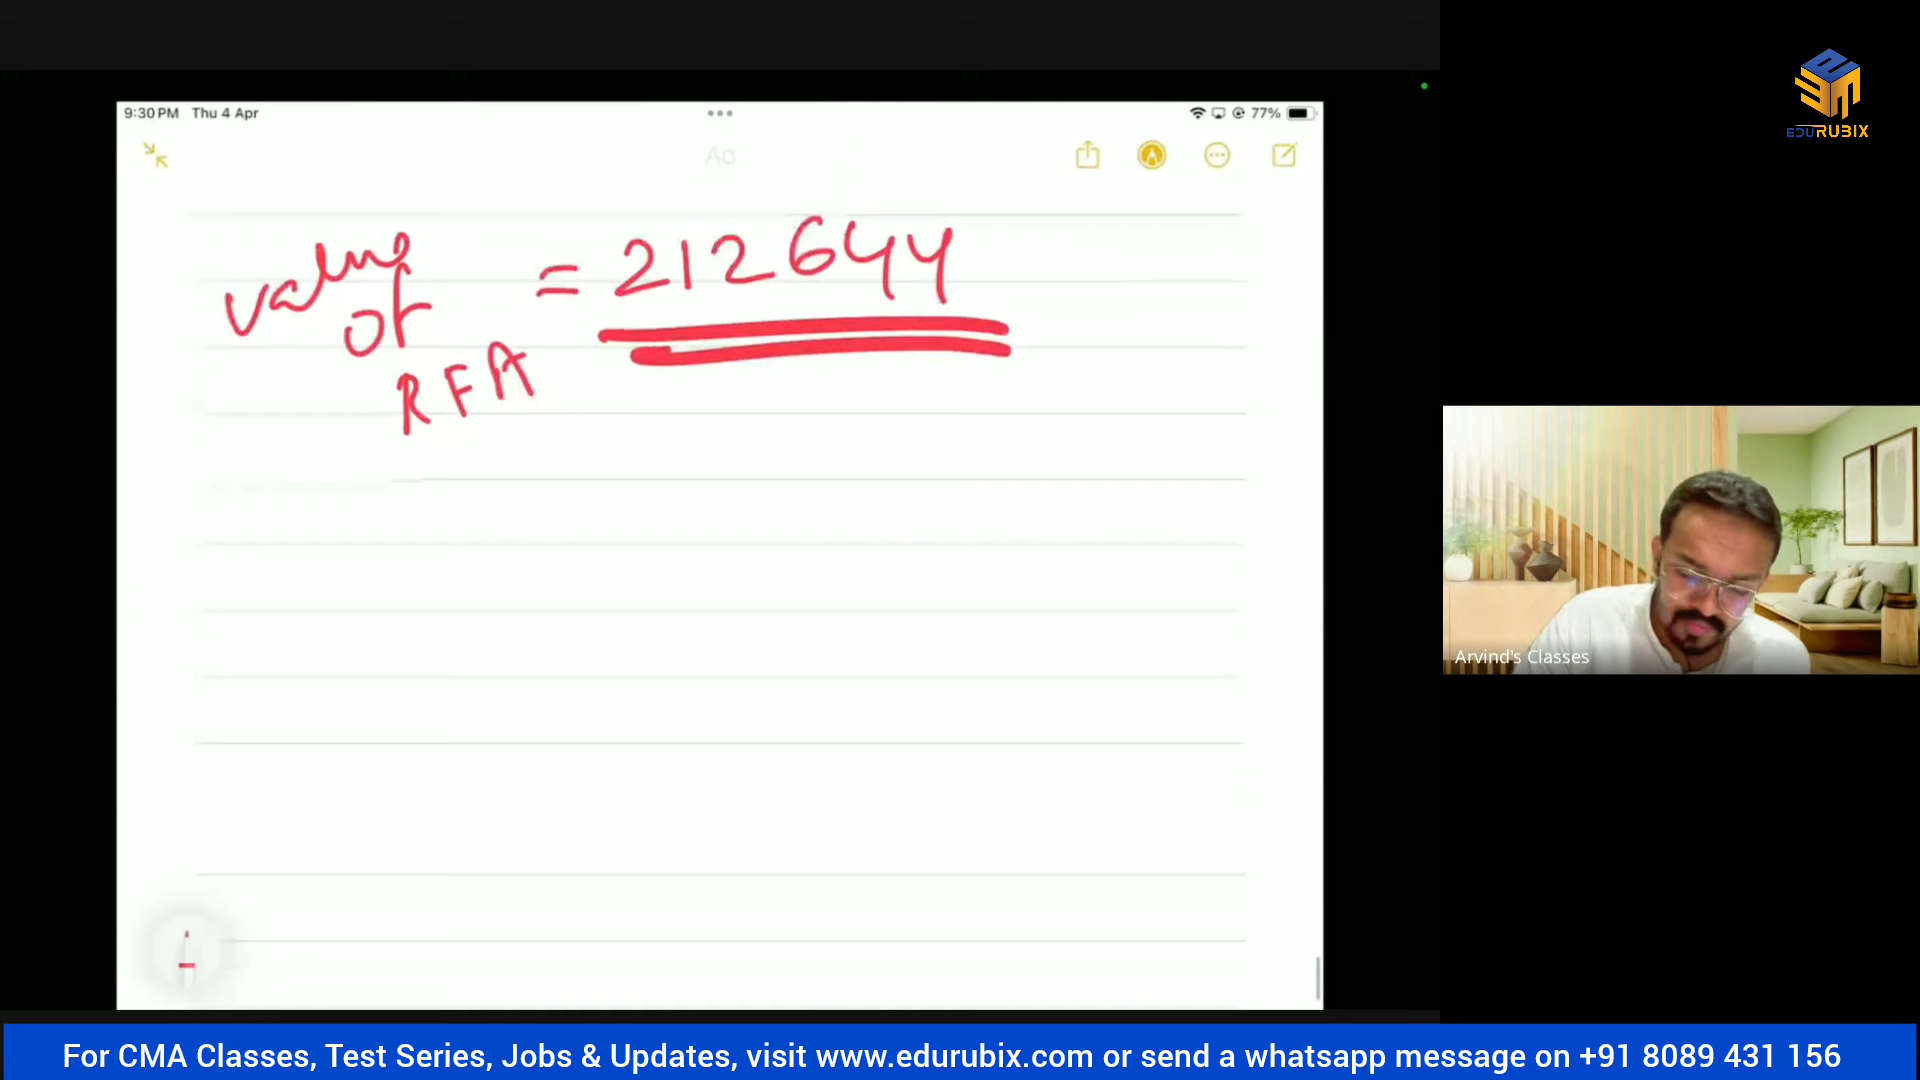 9:30 PM Thu 4 Apr
77%
Aa
EDURUBIX
value
of
RFA
= 212644
Arvind's Classes
For CMA Classes, Test Series, Jobs & Updates, visit www.edurubix.com or send a whatsapp message on +91 8089 431 156